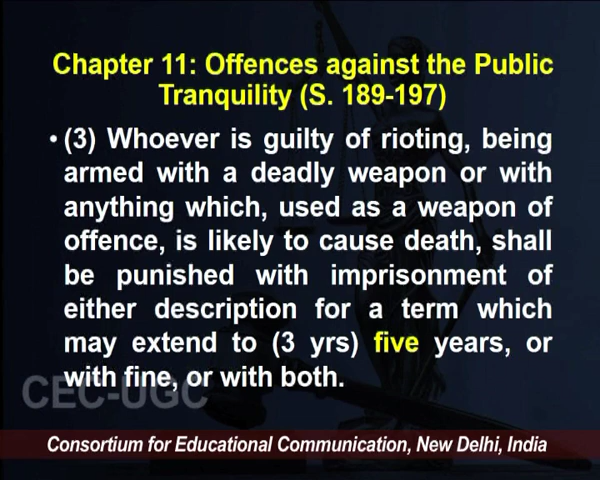 Chapter 11: Offences against the Public
Tranquility (S. 189-197)
• (3) Whoever is guilty of rioting, being
armed with a deadly weapon or with
anything which, used as a weapon of
offence, is likely to cause death, shall
be punished with imprisonment of
either description for a term which
may extend to (3 yrs) five years, or
with fine, or with both.
CEC-UGC
Consortium for Educational Communication, New Delhi, India